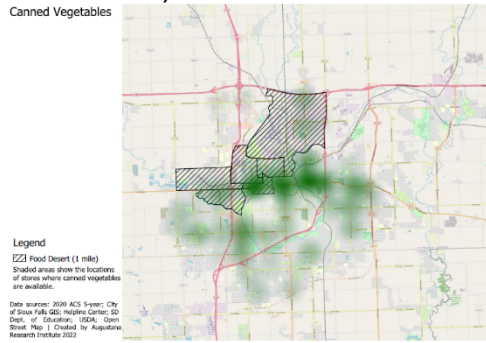 Canned Vegetables
Legend
Food Desert (1 mile)
Shaded areas show the locations
of stores where canned vegetables
are available.
Data sources: 2020 ACS 5-year; City
of Sioux Falls GIS; Helpline Center; SD
Dept. of Education; USDA; Open
Street Map | Created by Augustana
Research Institute 2022